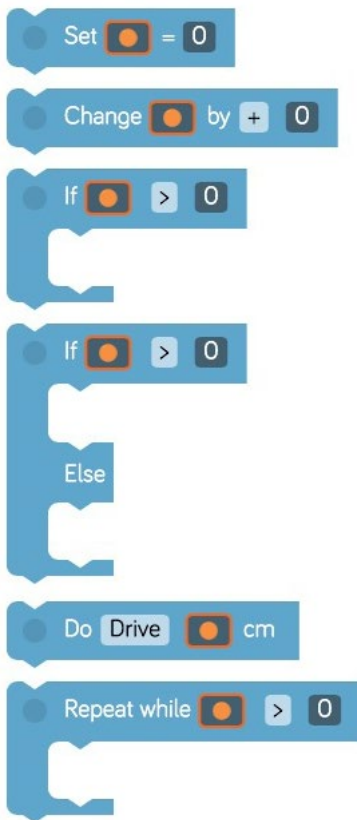 Set = 0
Change by + 0
If > 0
If > 0
Else
Do Drive cm
Repeat while > 0